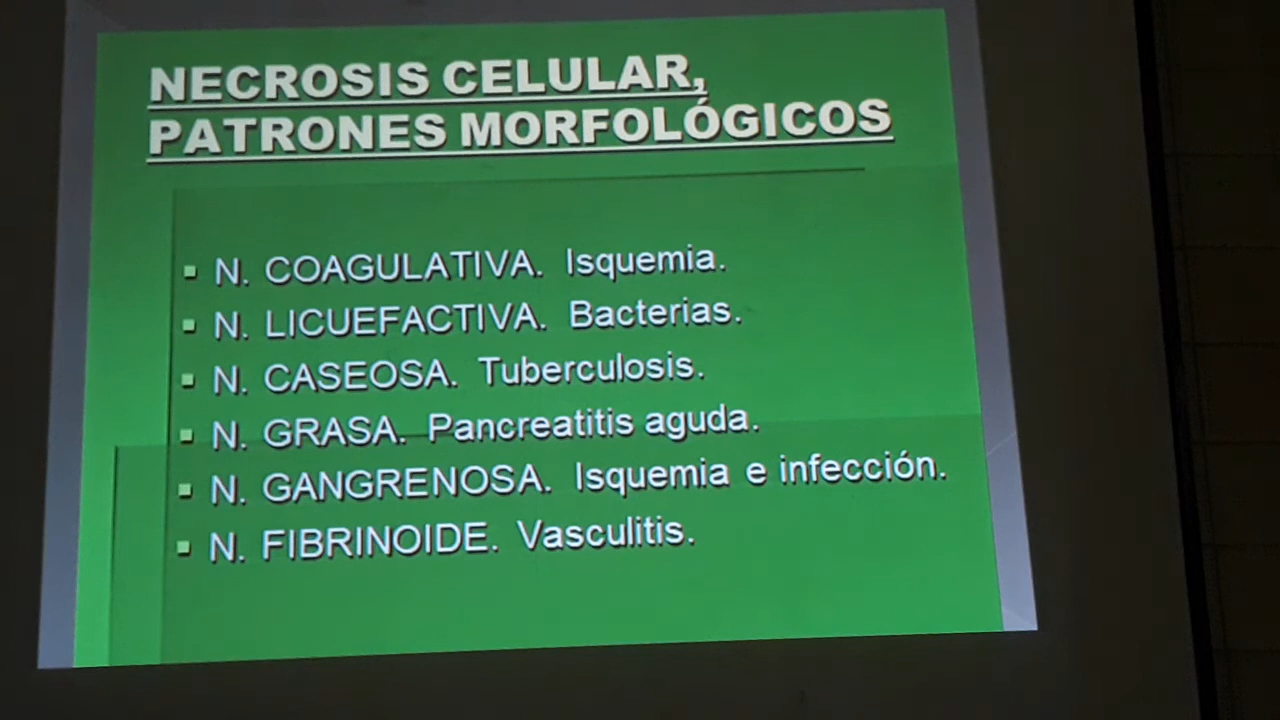 NECROSIS CELULAR,
PATRONES MORFOLÓGICOS
▪ N. COAGULATIVA. Isquemia.
▪ N. LICUEFACTIVA. Bacterias.
▪ N. CASEOSA. Tuberculosis.
▪ N. GRASA. Pancreatitis aguda.
▪ N. GANGRENOSA. Isquemia e infección.
▪ N. FIBRINOIDE. Vasculitis.